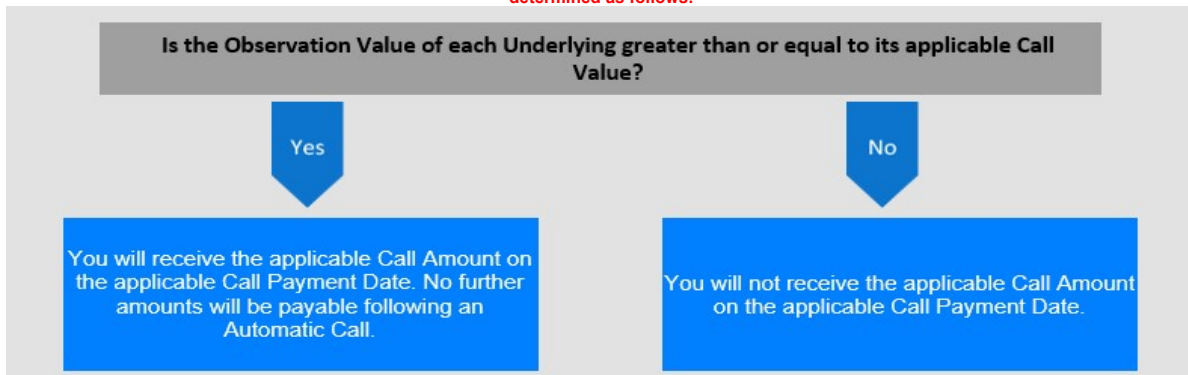 determined as follows:
Is the Observation Value of each Underlying greater than or equal to its applicable Call
Value?
Yes
No
You will receive the applicable Call Amount on
the applicable Call Payment Date. No further
amounts will be payable following an
Automatic Call.
You will not receive the applicable Call Amount
on the applicable Call Payment Date.